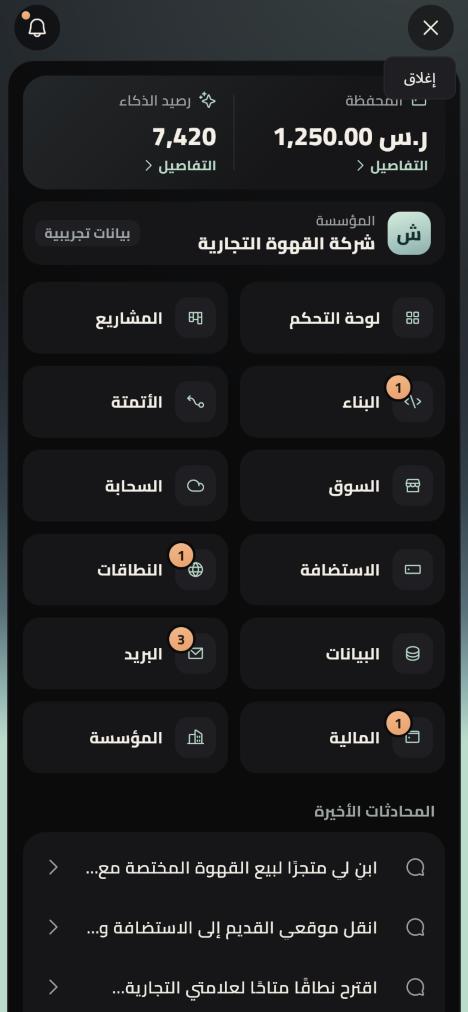 إغلاق
المحفظة
ر.س 1,250.00
التفاصيل
رصيد الذكاء
7,420
التفاصيل
ش
المؤسسة
شركة القهوة التجارية
بيانات تجريبية
لوحة التحكم
المشاريع
1
البناء
الأتمتة
السوق
السحابة
الاستضافة
1
النطاقات
البيانات
3
البريد
1
المالية
المؤسسة
المحادثات الأخيرة
ابنِ لي متجرًا لبيع القهوة المختصة مع...
انقل موقعي القديم إلى الاستضافة و...
اقترح نطاقًا متاحًا لعلامتي التجارية...